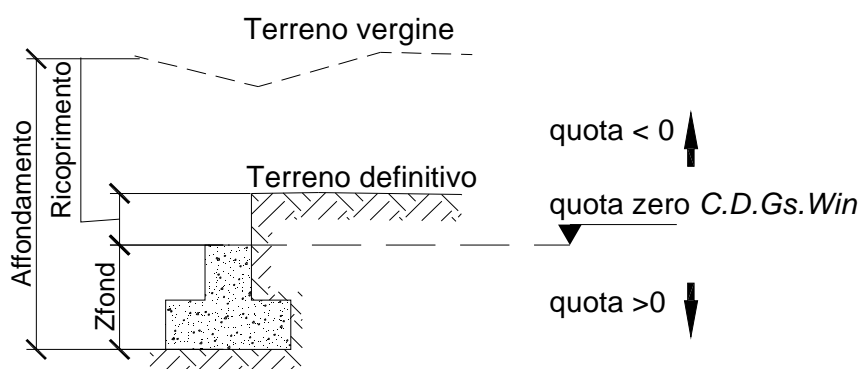 Terreno vergine
Affondamento
Ricoprimento
quota < 0
Terreno definitivo
quota zero C.D.Gs.Win
Zfond
quota >0